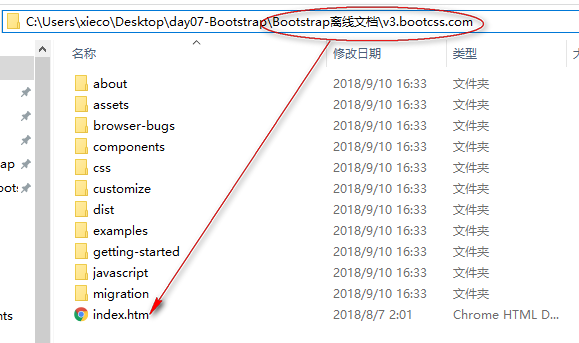 C:\Users\xieco\Desktop\day07-Bootstrap\Bootstrap离线文档\v3.bootcss.com
名称 修改日期 类型
about 2018/9/10 16:33 文件夹
assets 2018/9/10 16:33 文件夹
browser-bugs 2018/9/10 16:33 文件夹
components 2018/9/10 16:33 文件夹
css 2018/9/10 16:33 文件夹
customize 2018/9/10 16:33 文件夹
dist 2018/9/10 16:33 文件夹
examples 2018/9/10 16:33 文件夹
getting-started 2018/9/10 16:33 文件夹
javascript 2018/9/10 16:33 文件夹
migration 2018/9/10 16:33 文件夹
index.htm 2018/8/7 2:01 Chrome HTML D...
ap
oots
nts